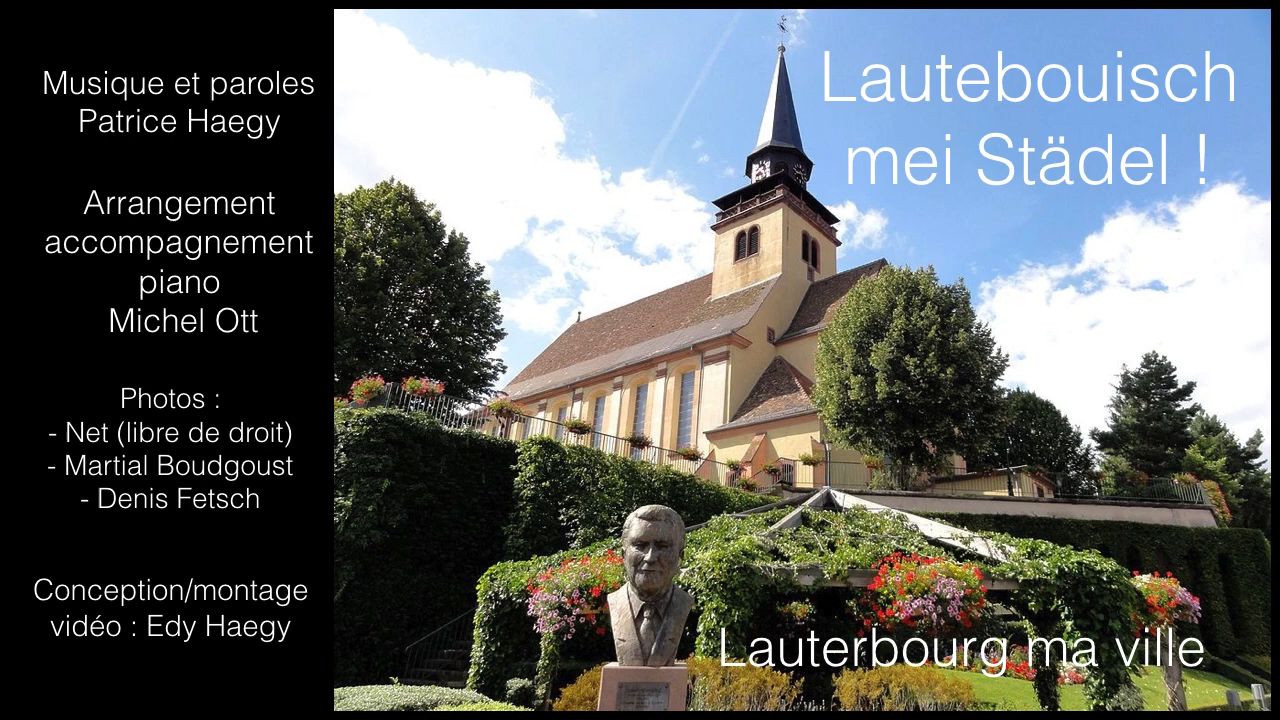 Musique et paroles
Patrice Haegy
Arrangement
accompagnement
piano
Michel Ott
Photos :
- Net (libre de droit)
- Martial Boudgoust
- Denis Fetsch
Conception/montage
vidéo : Edy Haegy
Lautebouisch
mei Städel !
Lauterbourg ma ville